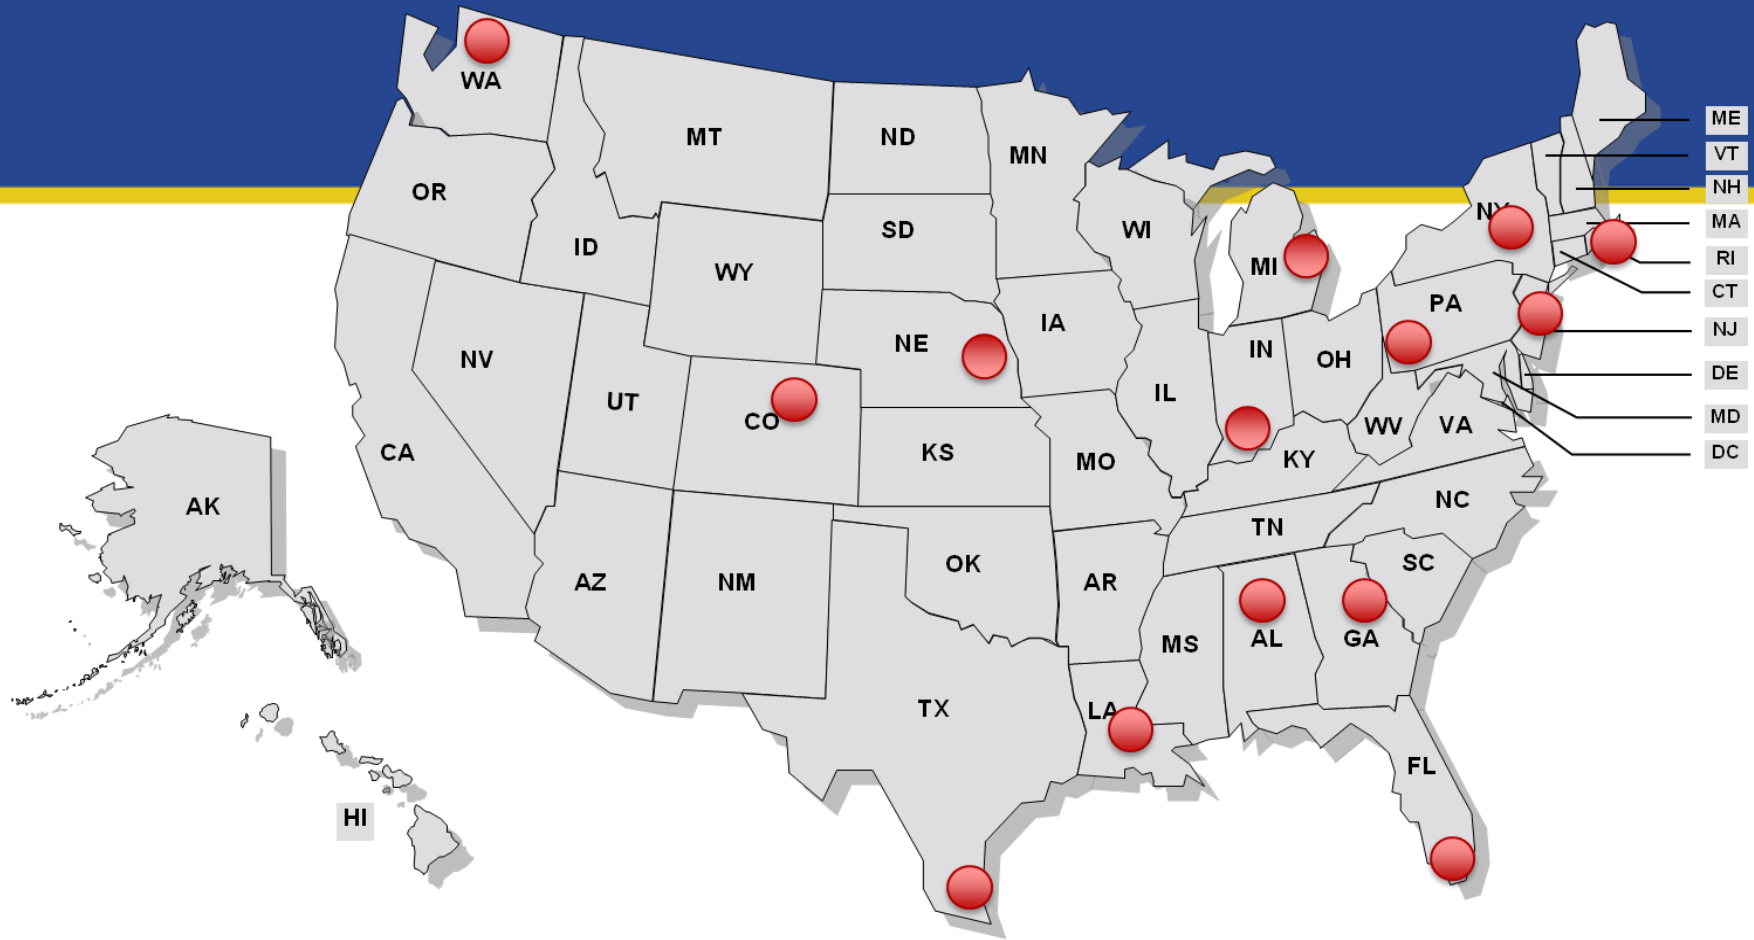 WA
MT
ND
MN
OR
ID
WY
SD
WI
MI
NY
ME
VT
NH
MA
RI
CT
NJ
DE
MD
DC
NV
UT
CO
NE
IA
IL
IN
OH
PA
CA
KS
MO
KY
WV
VA
AK
AZ
NM
OK
AR
TN
NC
SC
MS
AL
GA
TX
LA
FL
HI